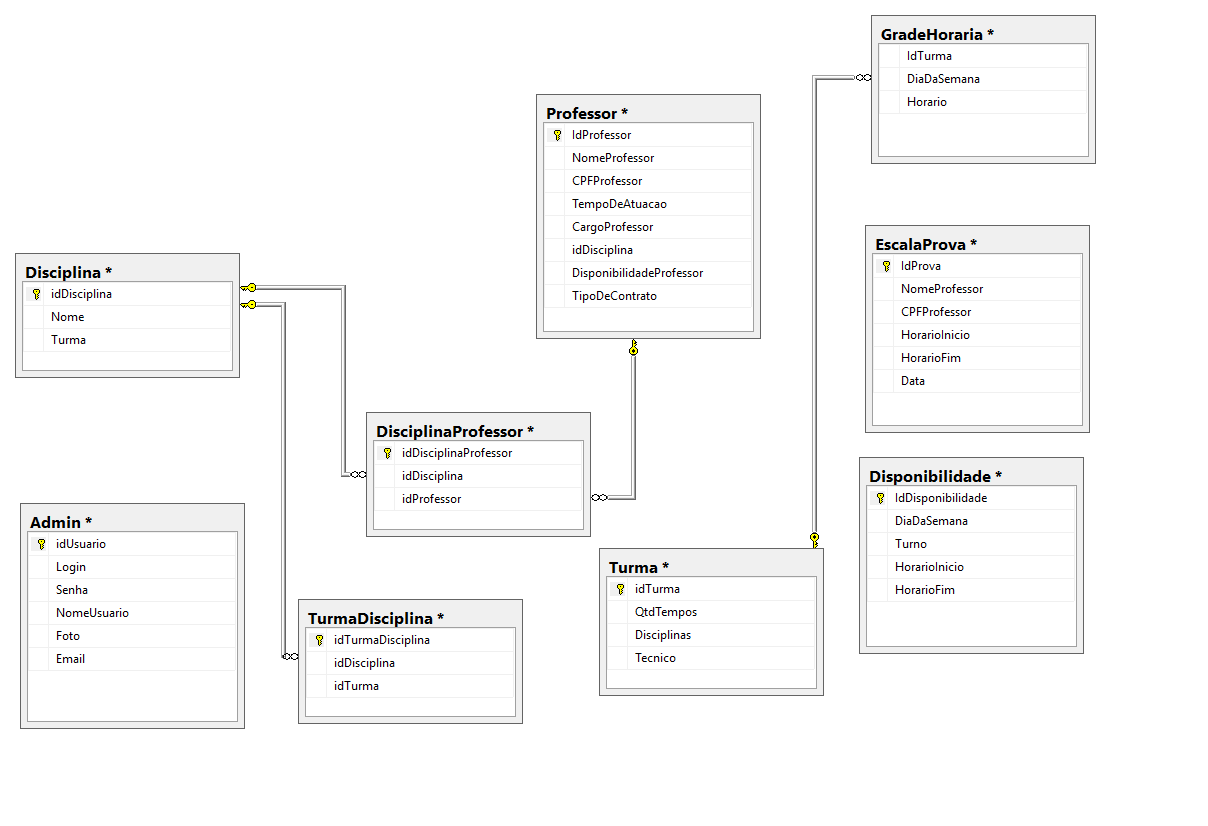 GradeHoraria *
IdTurma
DiaDaSemana
Horario
Professor *
IdProfessor
NomeProfessor
CPFProfessor
TempoDeAtuacao
CargoProfessor
idDisciplina
DisponibilidadeProfessor
TipoDeContrato
EscalaProva *
IdProva
NomeProfessor
CPFProfessor
HorarioInicio
HorarioFim
Data
Disciplina *
idDisciplina
Nome
Turma
DisciplinaProfessor *
idDisciplinaProfessor
idDisciplina
idProfessor
Disponibilidade *
IdDisponibilidade
DiaDaSemana
Turno
HorarioInicio
HorarioFim
Admin *
idUsuario
Login
Senha
NomeUsuario
Foto
Email
Turma *
idTurma
QtdTempos
Disciplinas
Tecnico
TurmaDisciplina *
idTurmaDisciplina
idDisciplina
idTurma